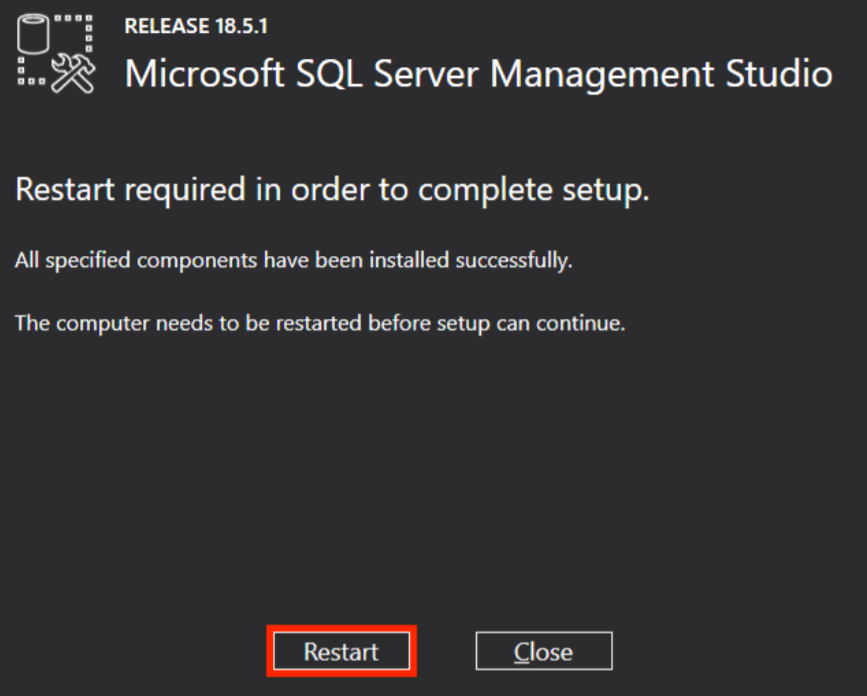 RELEASE 18.5.1
Microsoft SQL Server Management Studio
Restart required in order to complete setup.
All specified components have been installed successfully.
The computer needs to be restarted before setup can continue.
Restart
Close